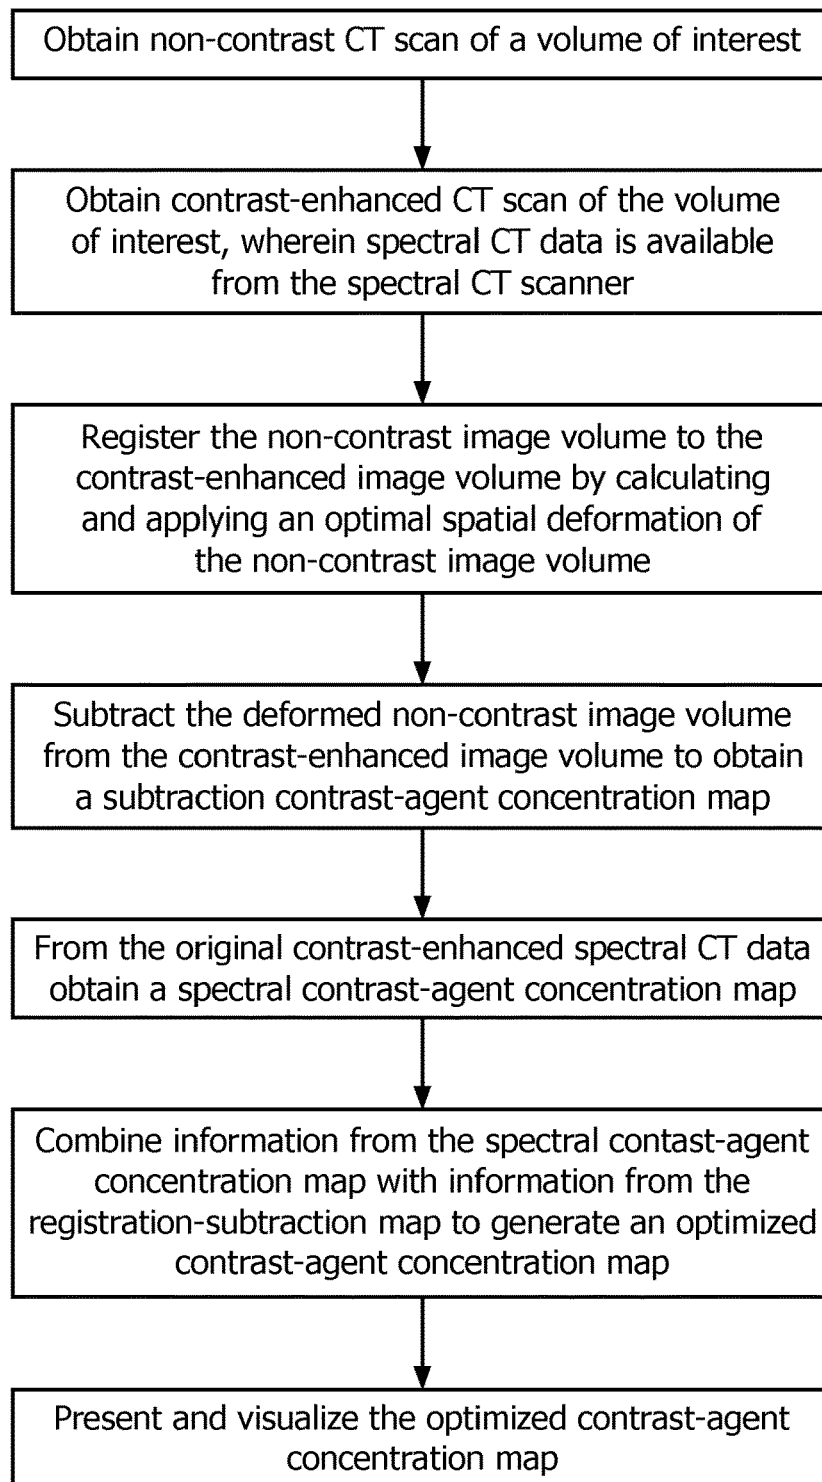 Obtain non-contrast CT scan of a volume of interest
Obtain contrast-enhanced CT scan of the volume
of interest, wherein spectral CT data is available
from the spectral CT scanner
Register the non-contrast image volume to the
contrast-enhanced image volume by calculating
and applying an optimal spatial deformation of
the non-contrast image volume
Subtract the deformed non-contrast image volume
from the contrast-enhanced image volume to obtain
a subtraction contrast-agent concentration map
From the original contrast-enhanced spectral CT data
obtain a spectral contrast-agent concentration map
Combine information from the spectral contast-agent
concentration map with information from the
registration-subtraction map to generate an optimized
contrast-agent concentration map
Present and visualize the optimized contrast-agent
concentration map